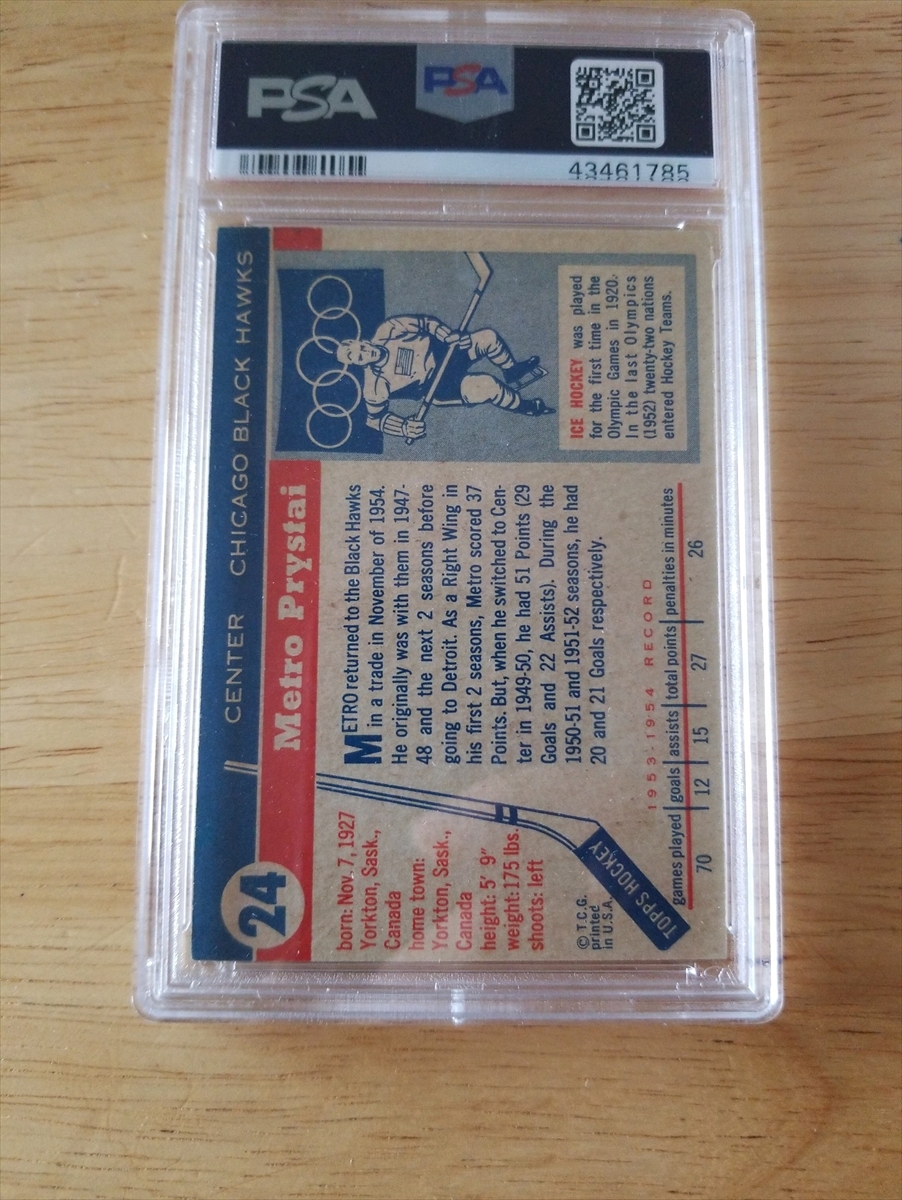 PSA
PSA
43461785
24
CENTER CHICAGO BLACK HAWKS
Metro Prystai
born: Nov. 7, 1927
Yorkton, Sask.,
Canada
home town:
Yorkton, Sask.,
Canada
height: 5' 9"
weight: 175 lbs.
shoots: left
© T.C.G.
printed
in U.S.A.
TOPPS HOCKEY
METRO returned to the Black Hawks
in a trade in November of 1954.
He originally was with them in 1947-
48 and the next 2 seasons before
going to Detroit. As a Right Wing in
his first 2 seasons, Metro scored 37
Points. But, when he switched to Cen-
ter in 1949-50, he had 51 Points (29
Goals and 22 Assists). During the
1950-51 and 1951-52 seasons, he had
20 and 21 Goals respectively.
ICE HOCKEY was played
for the first time in the
Olympic Games in 1920.
In the last Olympics
(1952) twenty-two nations
entered Hockey Teams.
1953-1954 RECORD
games played goals assists total points penalties in minutes
70 12 15 27 26